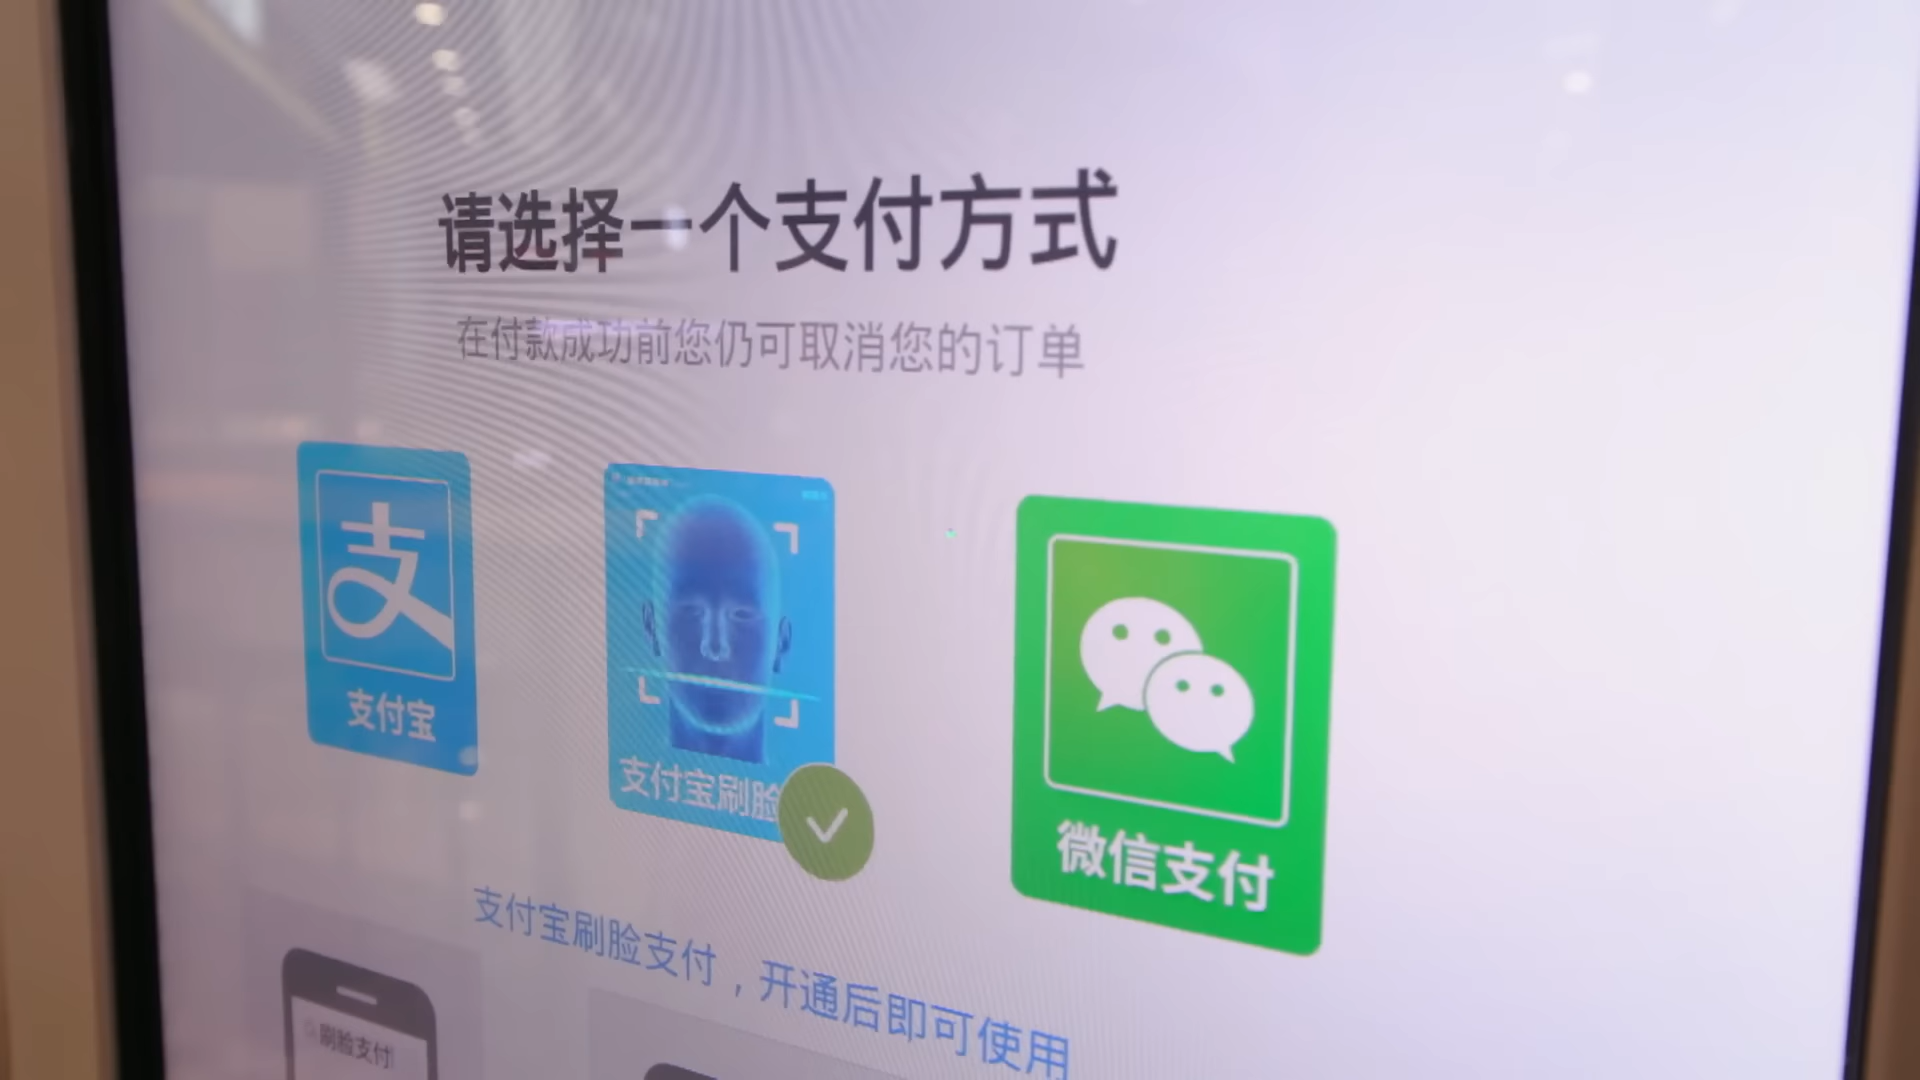 请选择一个支付方式
在付款成功前您仍可取消您的订单
支付宝
支付宝刷脸
微信支付
支付宝刷脸支付，开通后即可使用
刷脸支付